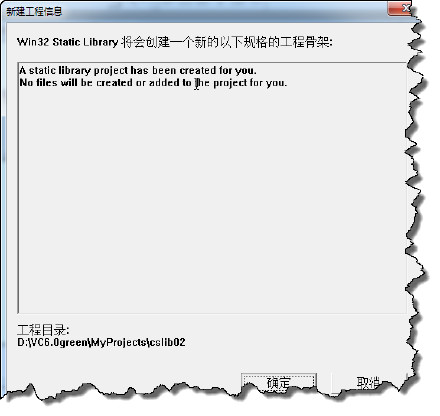 新建工程信息
Win32 Static Library 将会创建一个新的以下规格的工程骨架:
A static library project has been created for you.
No files will be created or added to the project for you.
工程目录:
D:\VC6.0green\MyProjects\cslib02
确定
取消